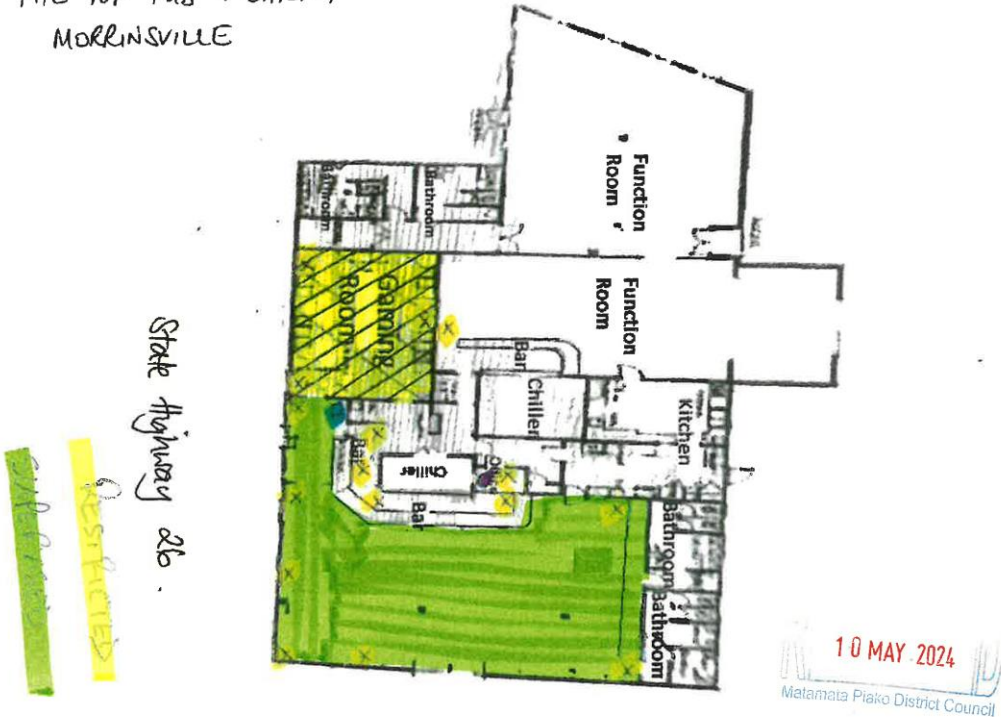 MORRINSVILLE
Function
Room
Function
Room
Bathroom
Bathroom
Gaming
Room
Bar
Chiller
Kitchen
Bar
Chiller
Bar
Bathroom
Bathroom
State Highway 26.
RESTRICTED
10 MAY 2024
Matamata Piako District Council